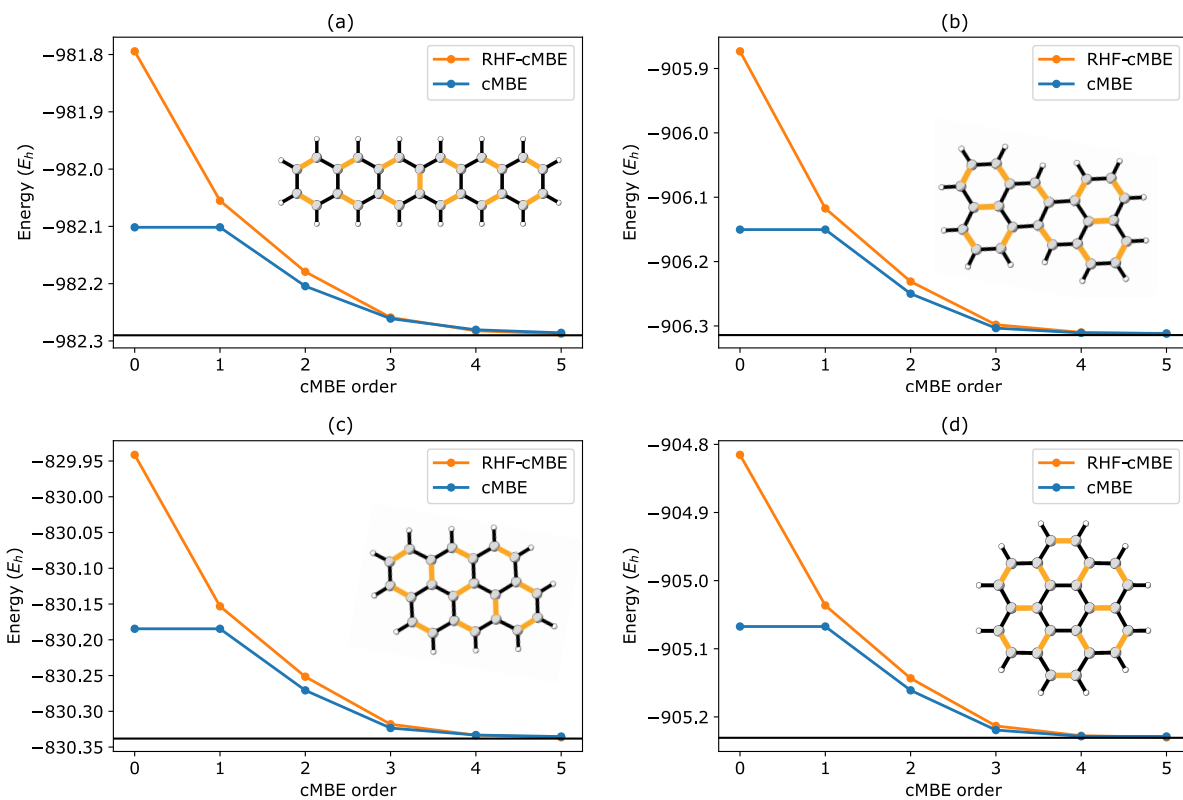 (a)
Energy (E_h)
−981.8
−981.9
−982.0
−982.1
−982.2
−982.3
RHF-cMBE
cMBE
0 1 2 3 4 5
cMBE order
(b)
Energy (E_h)
−905.9
−906.0
−906.1
−906.2
−906.3
RHF-cMBE
cMBE
0 1 2 3 4 5
cMBE order
(c)
Energy (E_h)
−829.95
−830.00
−830.05
−830.10
−830.15
−830.20
−830.25
−830.30
−830.35
RHF-cMBE
cMBE
0 1 2 3 4 5
cMBE order
(d)
Energy (E_h)
−904.8
−904.9
−905.0
−905.1
−905.2
RHF-cMBE
cMBE
0 1 2 3 4 5
cMBE order